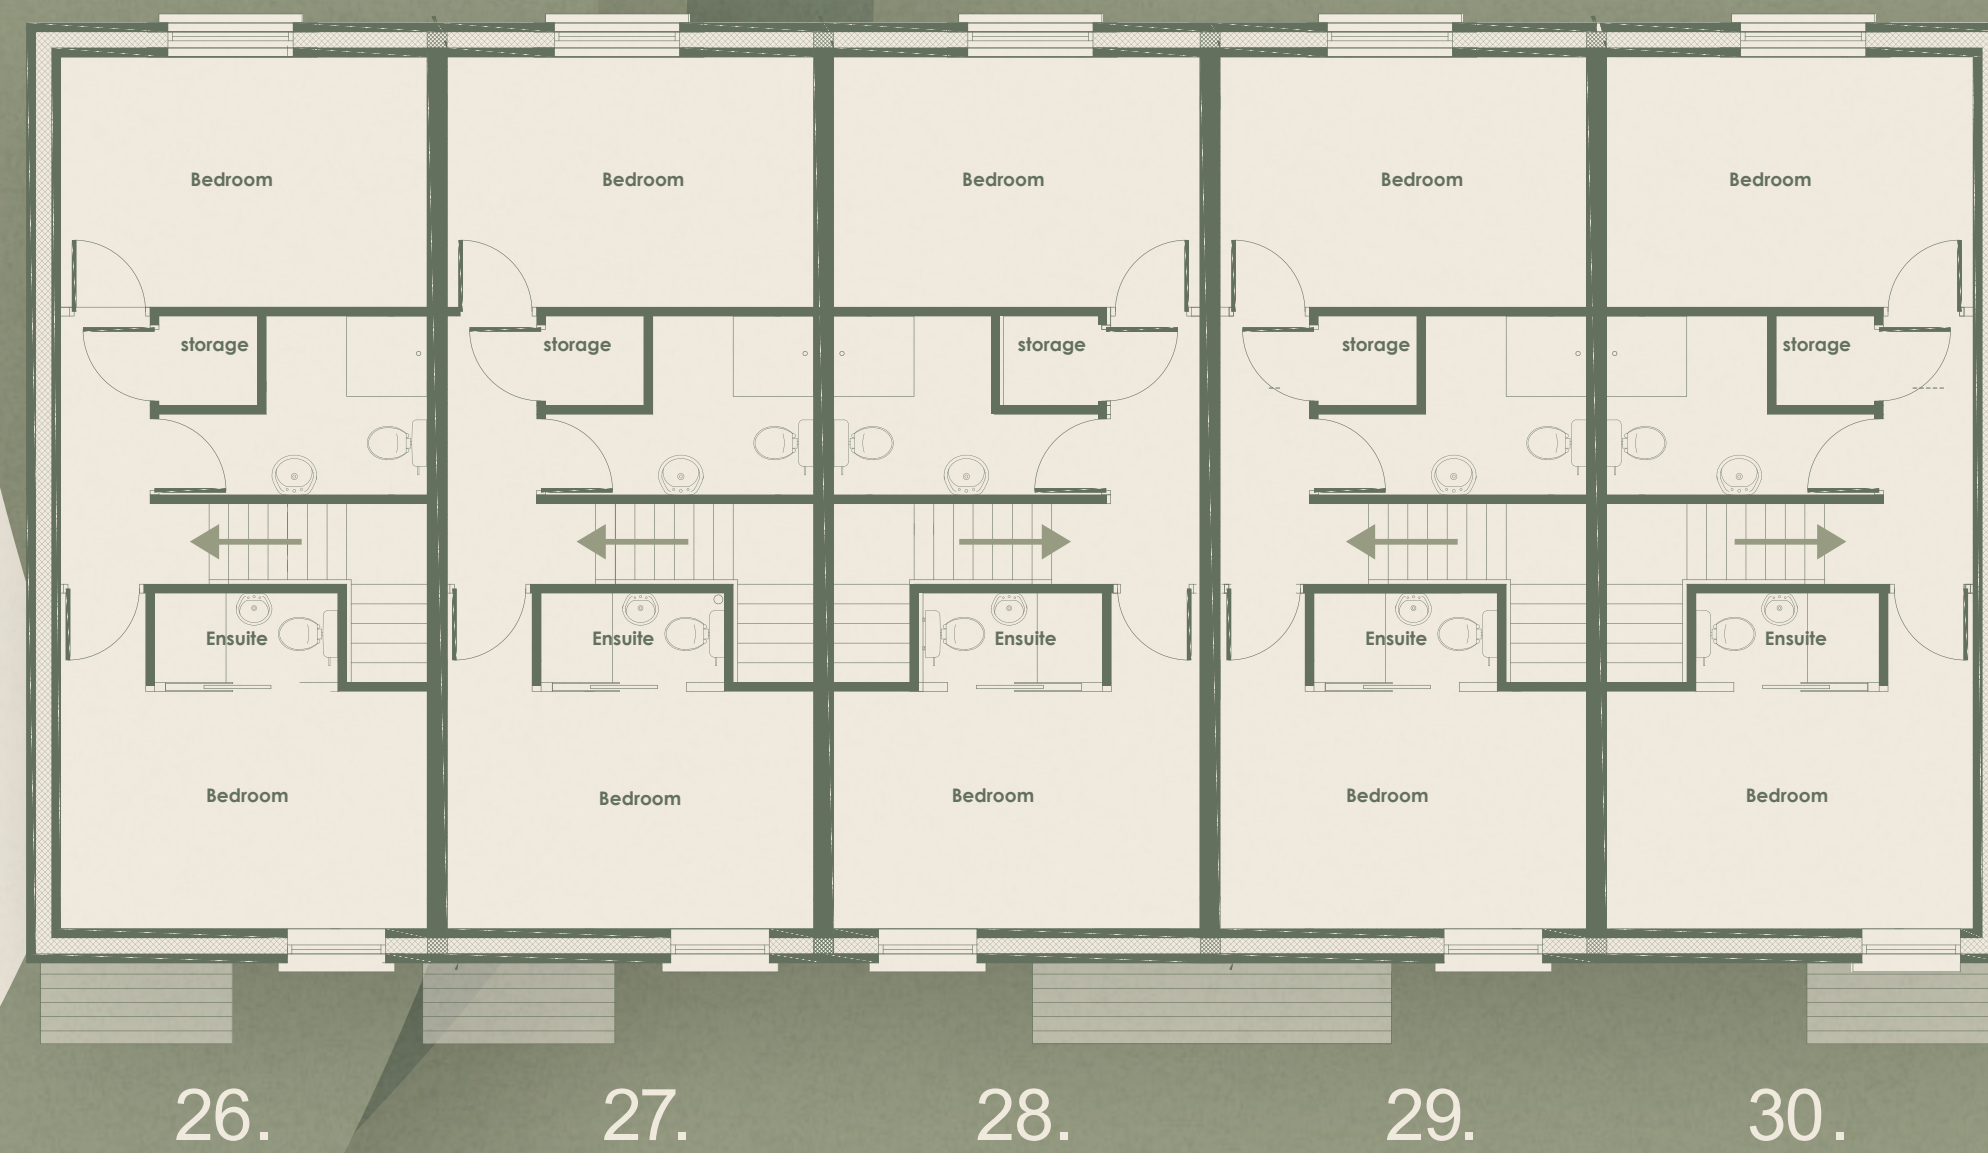 Bedroom Bedroom Bedroom Bedroom Bedroom
storage storage storage storage storage
Ensuite Ensuite Ensuite Ensuite Ensuite
Bedroom Bedroom Bedroom Bedroom Bedroom
26. 27. 28. 29. 30.